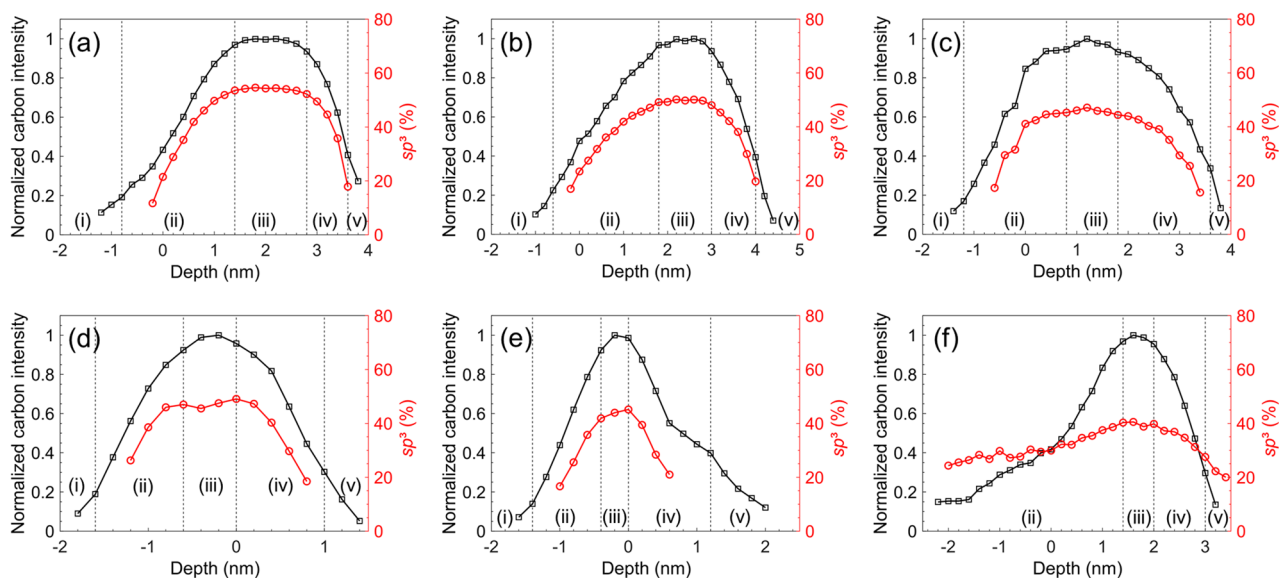 (a)
Normalized carbon intensity
1
0.8
0.6
0.4
0.2
0
80
60
40
20
0
sp³ (%)
(i) (ii) (iii) (iv) (v)
-2 -1 0 1 2 3 4
Depth (nm)
(b)
Normalized carbon intensity
1
0.8
0.6
0.4
0.2
0
80
60
40
20
0
sp³ (%)
(i) (ii) (iii) (iv) (v)
-2 -1 0 1 2 3 4 5
Depth (nm)
(c)
Normalized carbon intensity
1
0.8
0.6
0.4
0.2
0
80
60
40
20
0
sp³ (%)
(i) (ii) (iii) (iv) (v)
-2 -1 0 1 2 3 4
Depth (nm)
(d)
Normalized carbon intensity
1
0.8
0.6
0.4
0.2
0
80
60
40
20
0
sp³ (%)
(i) (ii) (iii) (iv) (v)
-2 -1 0 1
Depth (nm)
(e)
Normalized carbon intensity
1
0.8
0.6
0.4
0.2
0
80
60
40
20
0
sp³ (%)
(i) (ii) (iii) (iv) (v)
-2 -1 0 1 2
Depth (nm)
(f)
Normalized carbon intensity
1
0.8
0.6
0.4
0.2
0
80
60
40
20
0
sp³ (%)
(ii) (iii) (iv) (v)
-2 -1 0 1 2 3
Depth (nm)